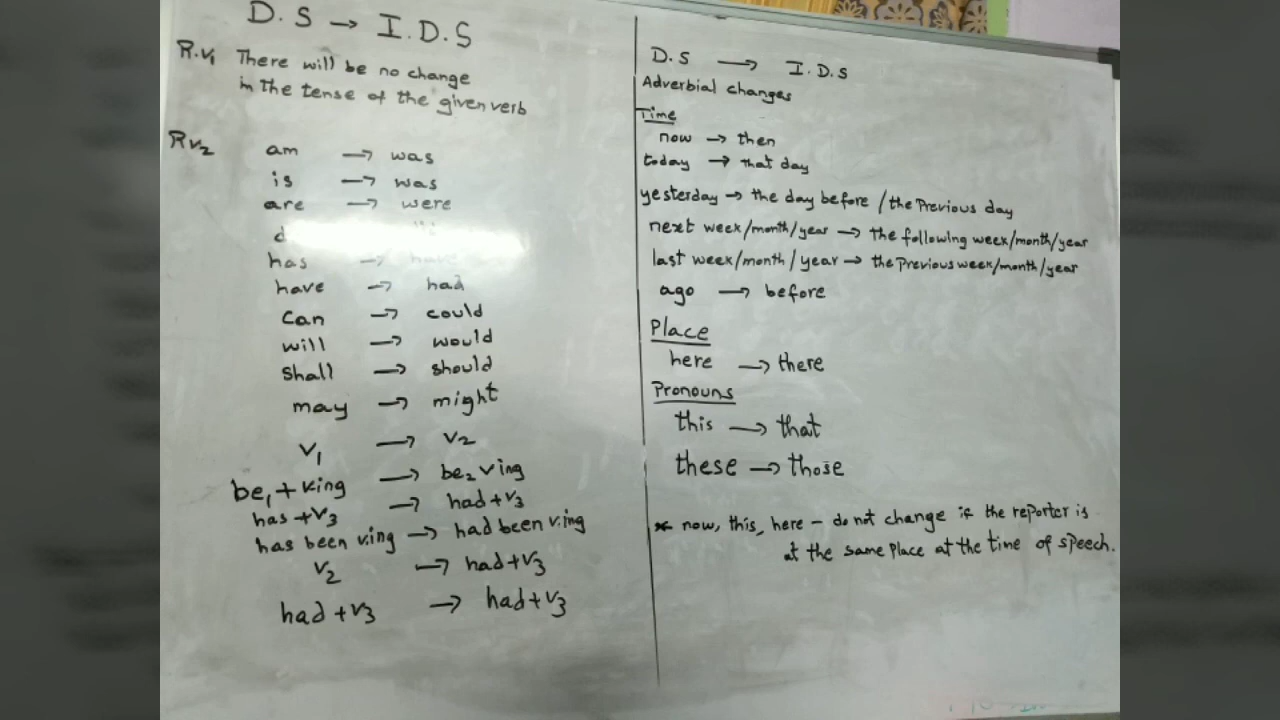 D.S → I.D.S
R.V1 There will be no change
in the tense of the given verb
RV2
am → was
is → was
are → were
d
has → have
have → had
can → could
will → would
shall → should
may → might
V1 → V2
be1 + Ving → be2 Ving
has + V3 → had + V3
has been V.ing → had been V.ing
V2 → had + V3
had + V3 → had + V3
D.S → I.D.S
Adverbial changes
Time
now → then
today → that day
yesterday → the day before / the Previous day
next week/month/year → the following week/month/year
last week/month/year → the Previous week/month/year
ago → before
Place
here → there
Pronouns
this → that
these → those
* now, this, here - do not change if the reporter is
at the same Place at the time of speech.